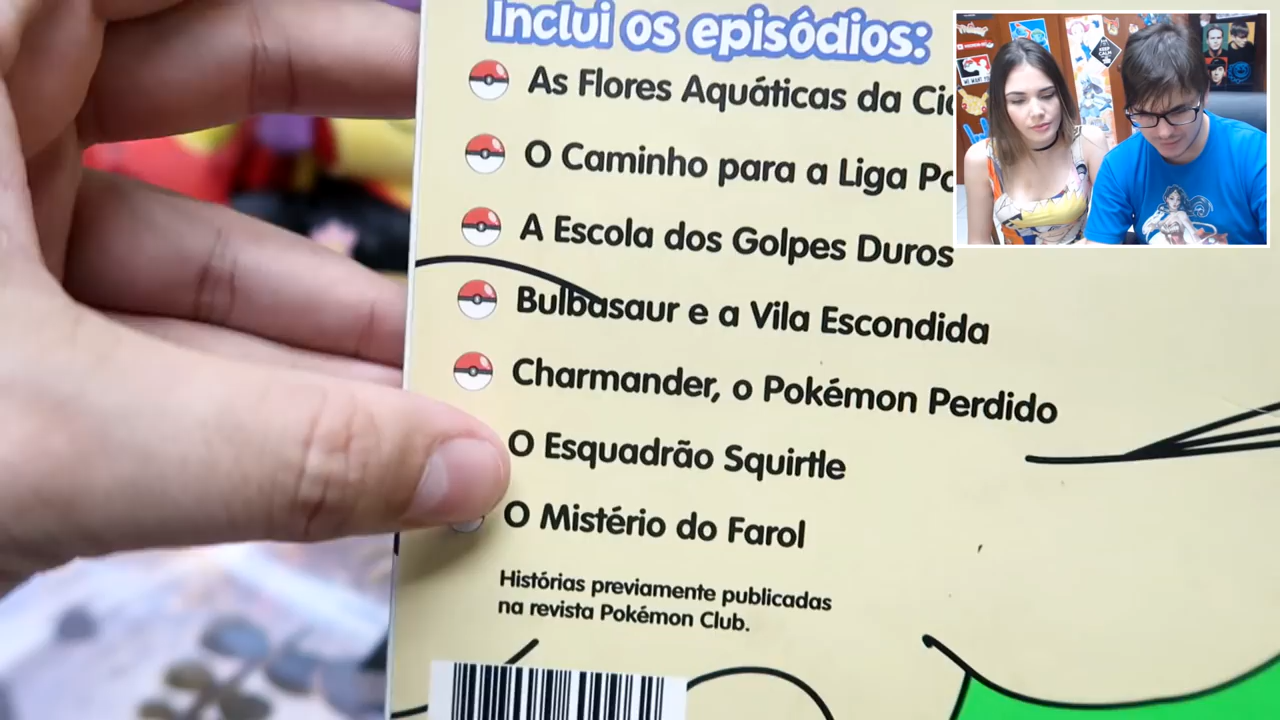 Inclui os episódios:
As Flores Aquáticas da
O Caminho para a Liga
A Escola dos Golpes Duros
Bulbasaur e a Vila Escondida
Charmander, o Pokémon Perdido
O Esquadrão Squirtle
O Mistério do Farol
Histórias previamente publicadas
na revista Pokémon Club.